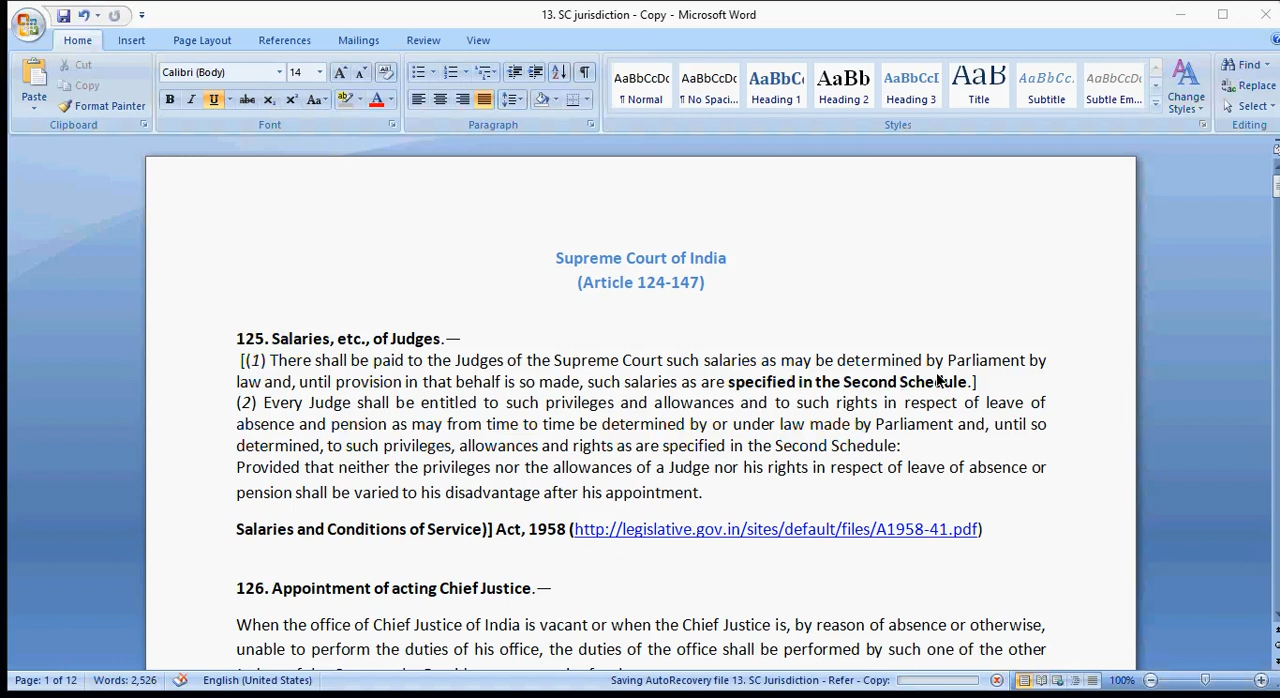 13. SC jurisdiction - Copy - Microsoft Word
Home Insert Page Layout References Mailings Review View
Cut
Copy
Paste
Format Painter
Clipboard
Calibri (Body) 14
B I U abc x₂ x² Aa
Font
Paragraph
AaBbCcDc AaBbCcDc AaBbC AaBb AaBbCcI AaB AaBbCc. AaBbCcDc
¶ Normal ¶ No Spaci... Heading 1 Heading 2 Heading 3 Title Subtitle Subtle Em...
Change
Styles
Styles
Find
Replace
Select
Editing
Supreme Court of India
(Article 124-147)
125. Salaries, etc., of Judges.—
[(1) There shall be paid to the Judges of the Supreme Court such salaries as may be determined by Parliament by
law and, until provision in that behalf is so made, such salaries as are specified in the Second Schedule.]
(2) Every Judge shall be entitled to such privileges and allowances and to such rights in respect of leave of
absence and pension as may from time to time be determined by or under law made by Parliament and, until so
determined, to such privileges, allowances and rights as are specified in the Second Schedule:
Provided that neither the privileges nor the allowances of a Judge nor his rights in respect of leave of absence or
pension shall be varied to his disadvantage after his appointment.
Salaries and Conditions of Service)] Act, 1958 (http://legislative.gov.in/sites/default/files/A1958-41.pdf)
126. Appointment of acting Chief Justice.—
When the office of Chief Justice of India is vacant or when the Chief Justice is, by reason of absence or otherwise,
unable to perform the duties of his office, the duties of the office shall be performed by such one of the other
Page: 1 of 12 Words: 2,526 English (United States) Saving AutoRecovery file 13. SC Jurisdiction - Refer - Copy: 100%